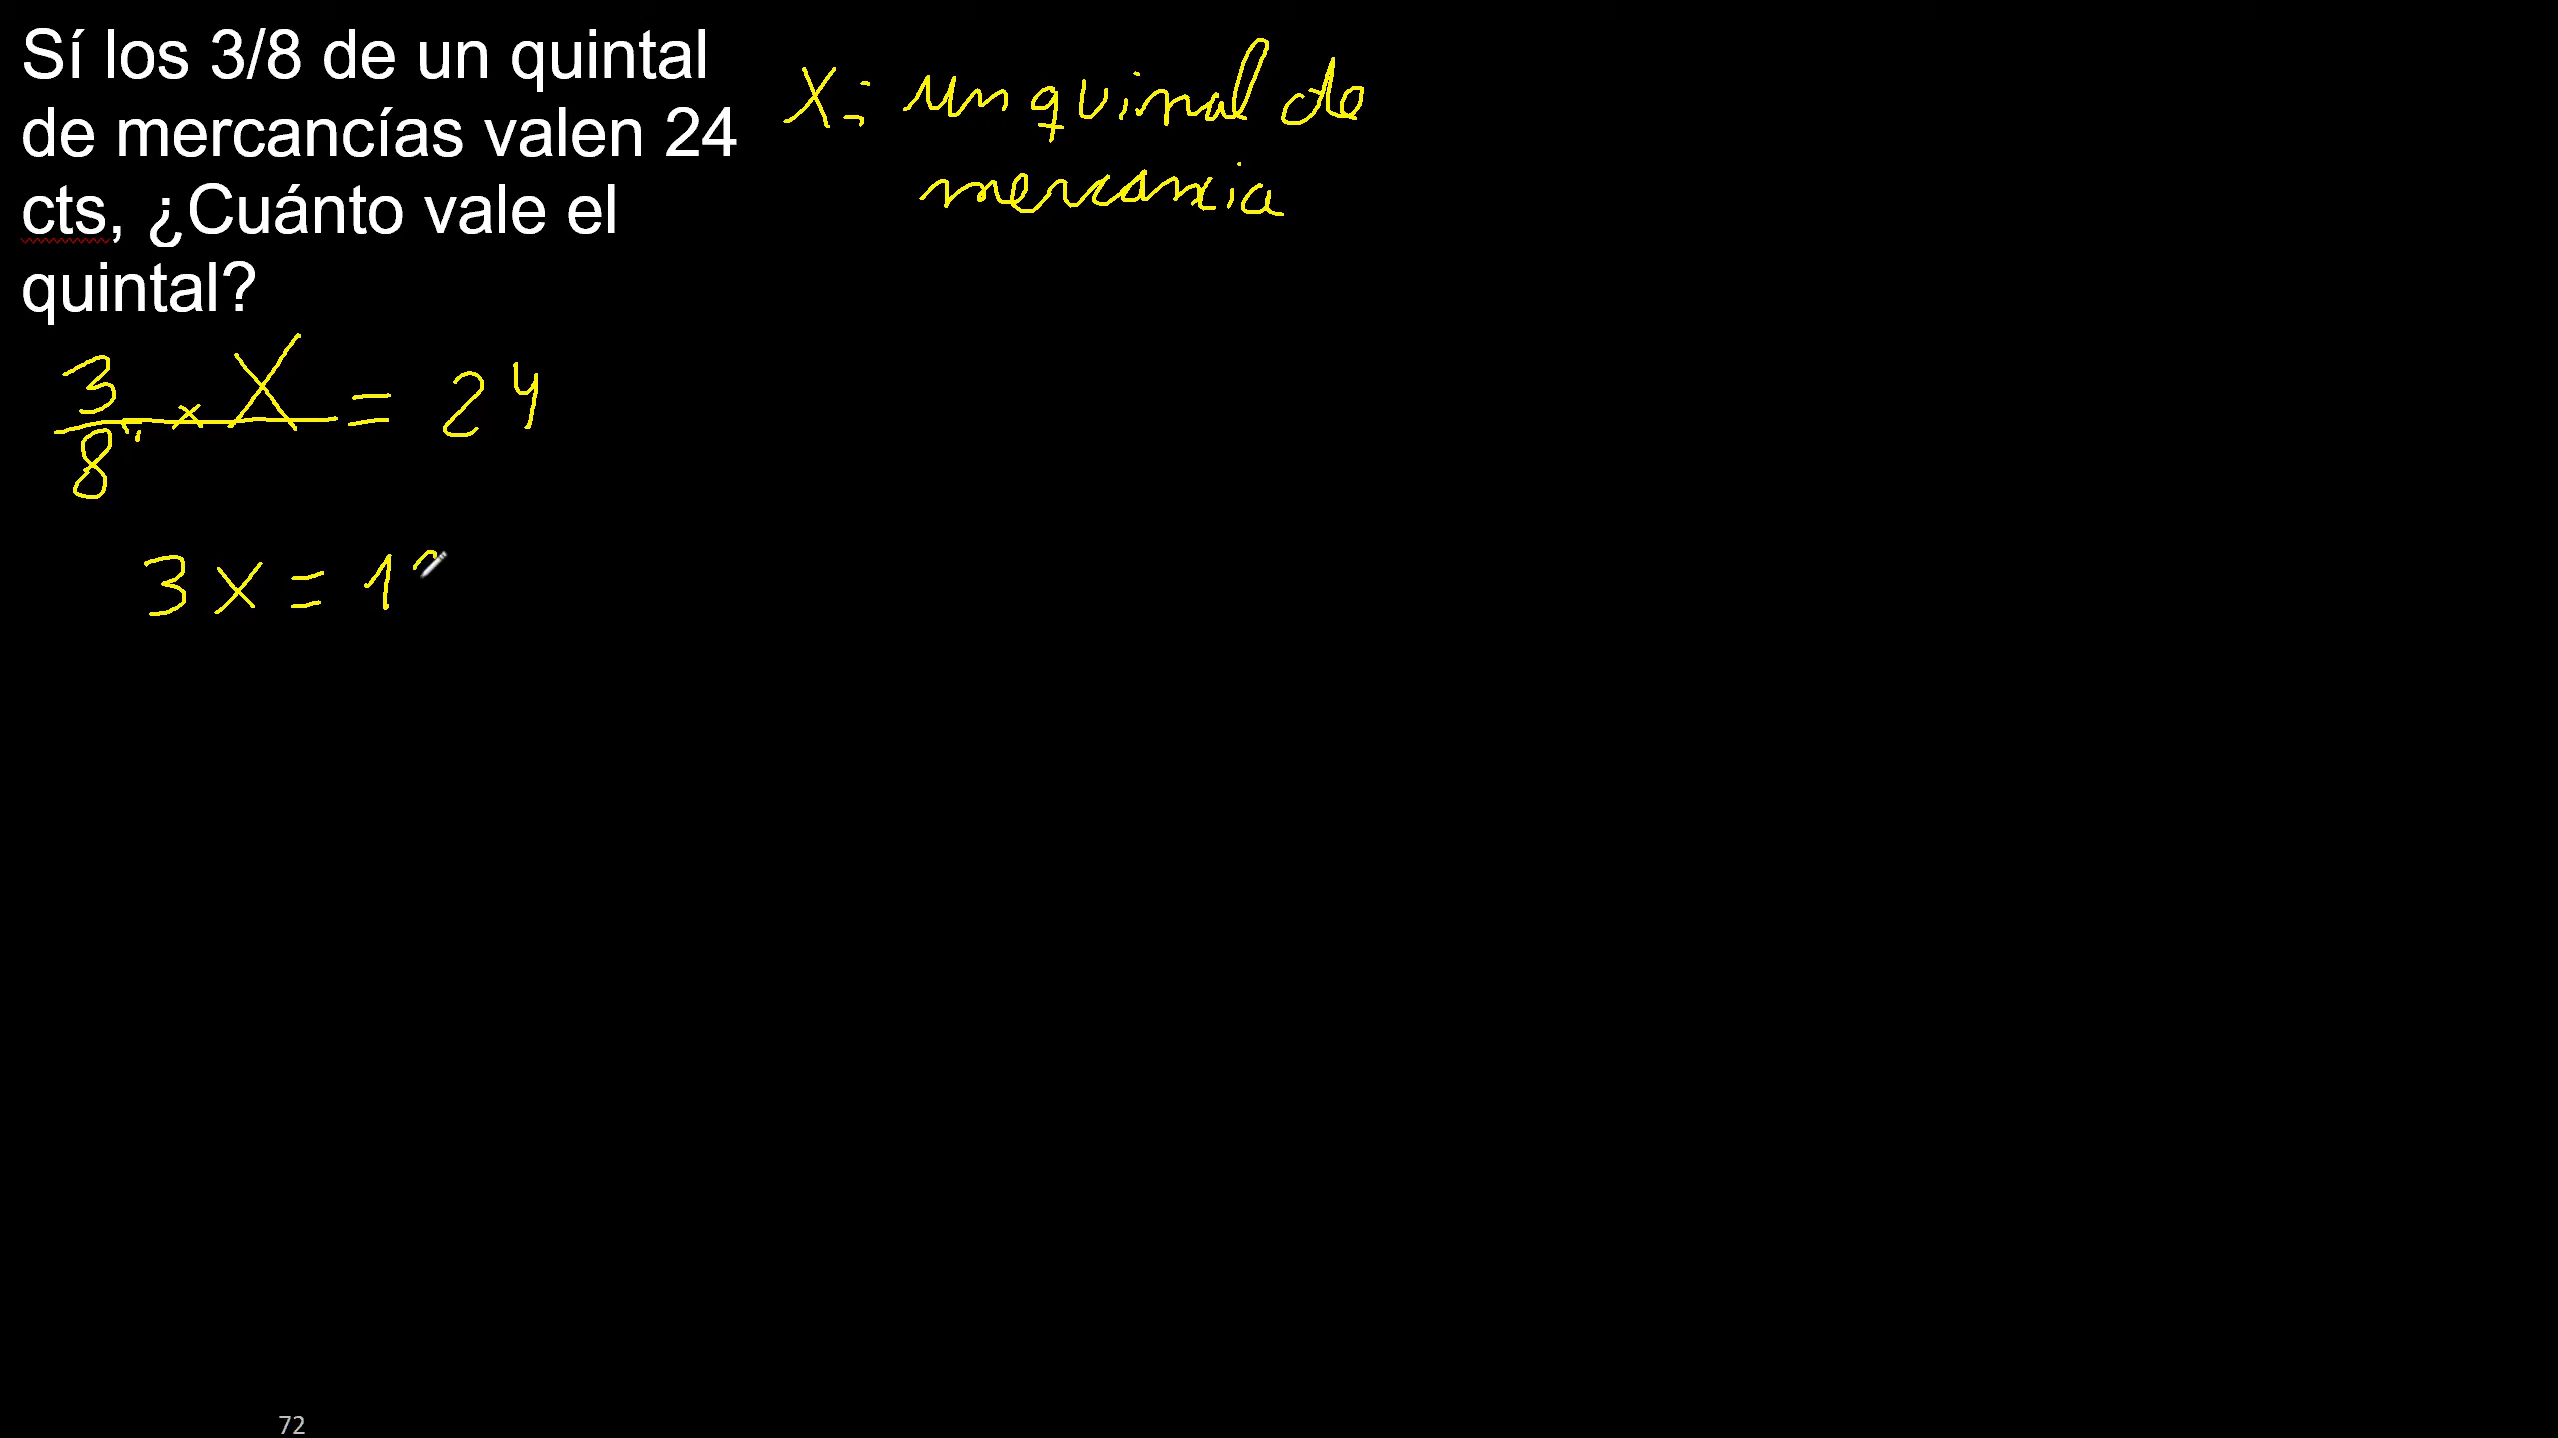 Sí los 3/8 de un quintal
de mercancías valen 24
cts, ¿Cuánto vale el
quintal?
X = un quinal de
mercancia
3/8 × X = 24
3x = 1
72